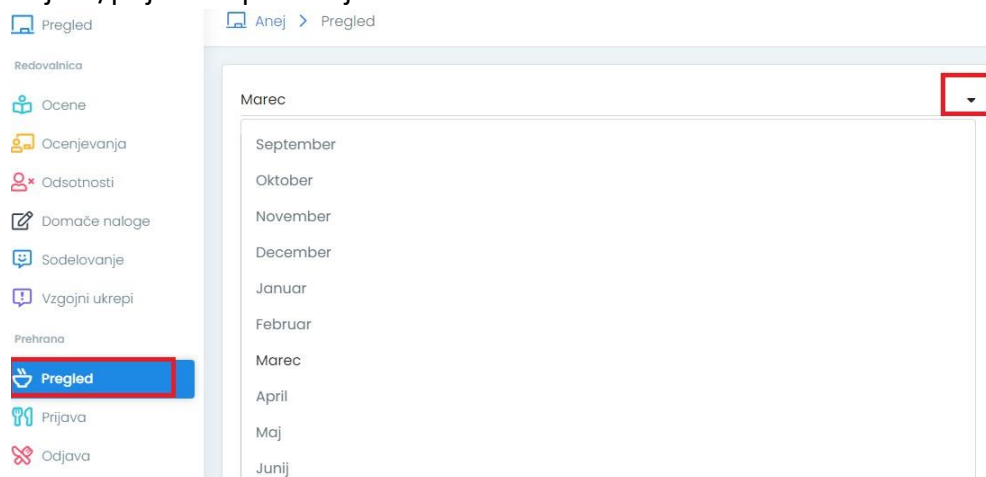 Pregled
Anej > Pregled
Redovalnica
Ocene
Ocenjevanja
Odsotnosti
Domače naloge
Sodelovanje
Vzgojni ukrepi
Prehrana
Pregled
Prijava
Odjava
Marec
September
Oktober
November
December
Januar
Februar
Marec
April
Maj
Junij